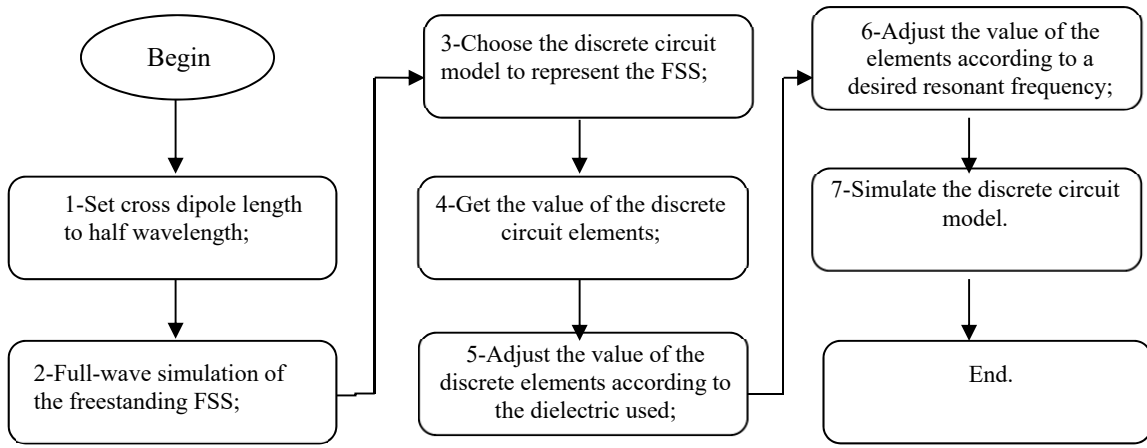 Begin
1-Set cross dipole length
to half wavelength;
2-Full-wave simulation of
the freestanding FSS;
3-Choose the discrete circuit
model to represent the FSS;
4-Get the value of the discrete
circuit elements;
5-Adjust the value of the
discrete elements according to
the dielectric used;
6-Adjust the value of the
elements according to a
desired resonant frequency;
7-Simulate the discrete circuit
model.
End.